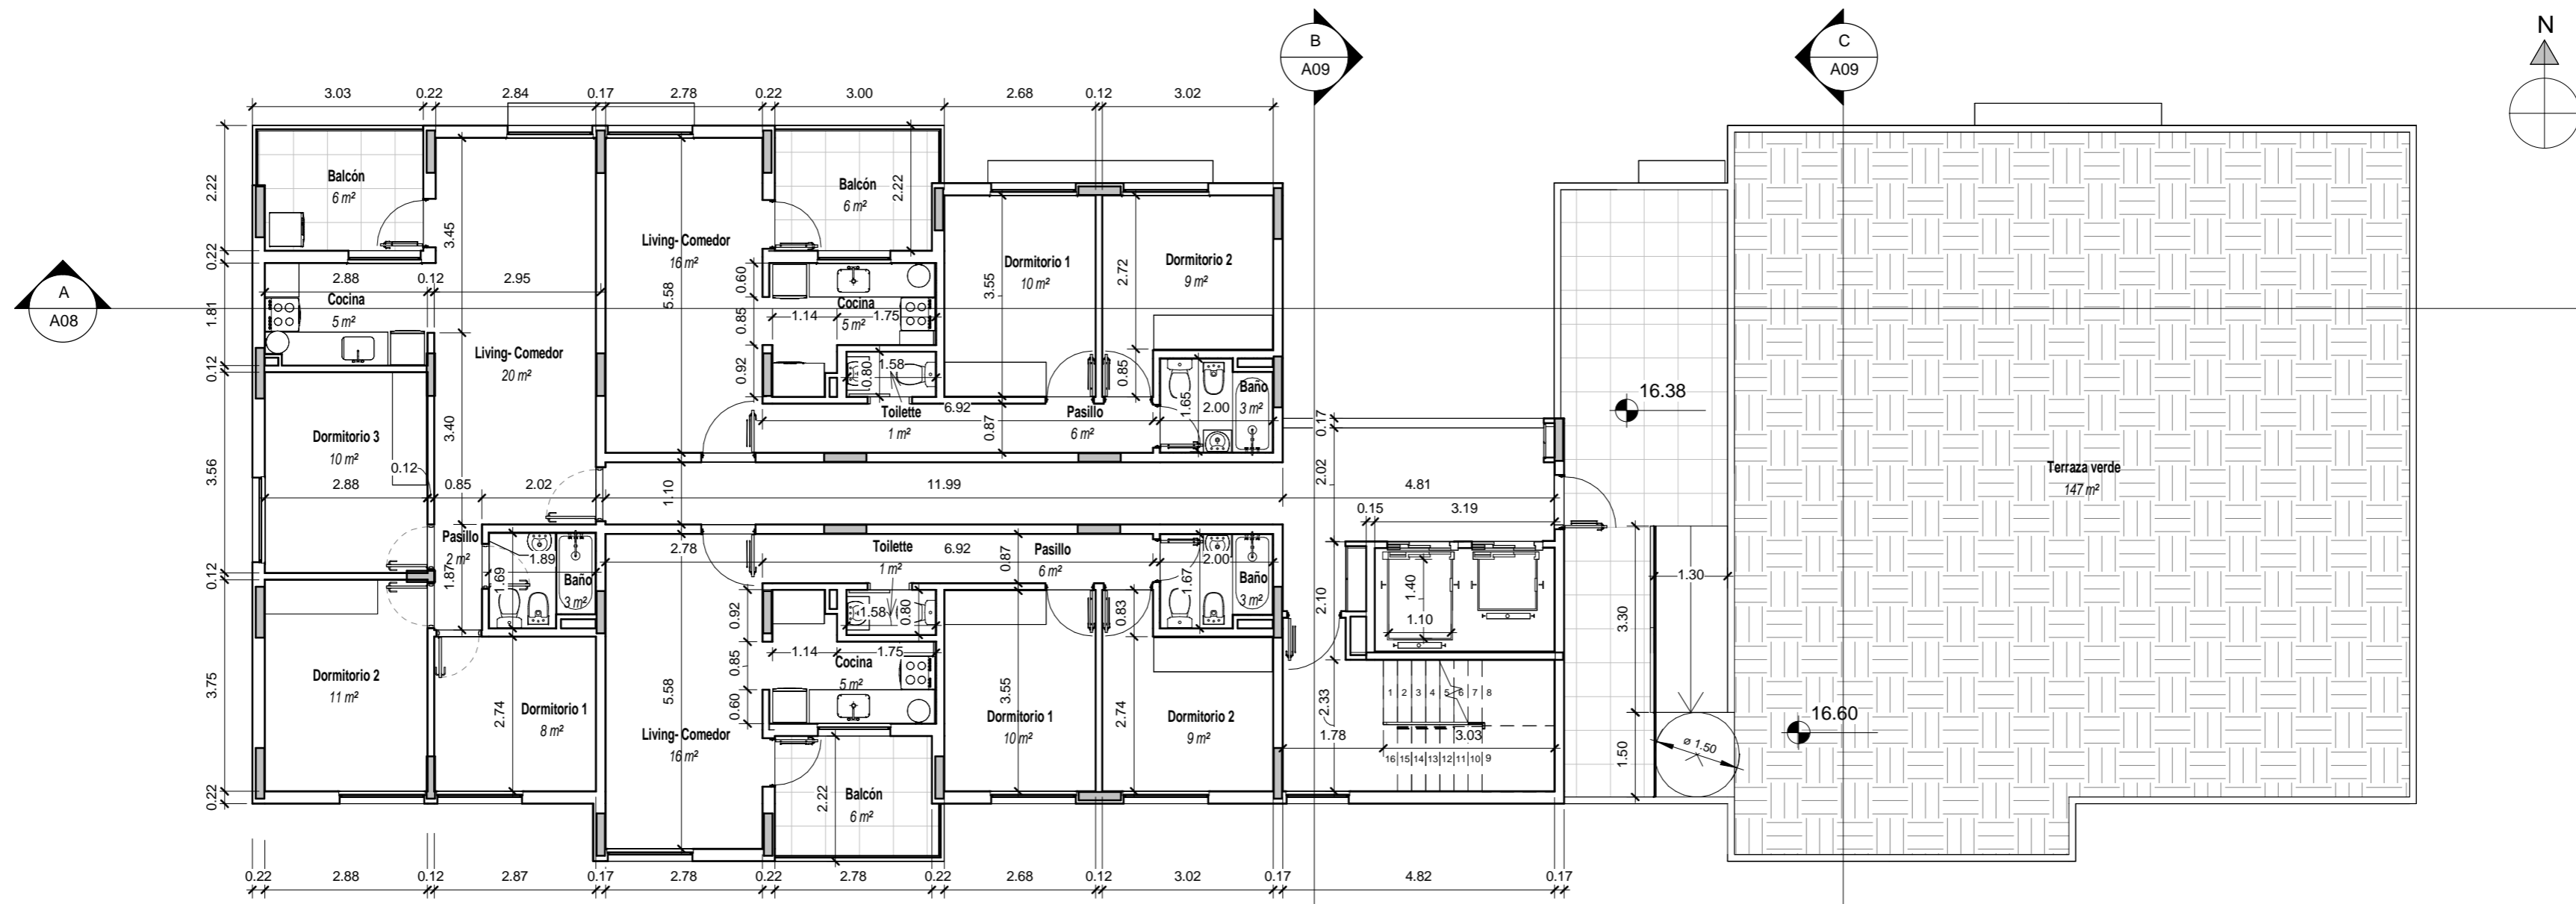 N
B
A09
C
A09
3.03
0.22
2.84
0.17
2.78
0.22
3.00
2.68
0.12
3.02
2.22
0.22
1.81
0.12
3.56
0.12
3.75
0.22
A
A08
Balcón
6 m²
3.45
2.88
0.12
2.95
Cocina
5 m²
Living- Comedor
20 m²
3.40
Dormitorio 3
10 m²
0.12
2.88
0.85
2.02
Pasillo
2 m²
1.87
1.69
1.89
Baño
3 m²
Dormitorio 2
11 m²
Dormitorio 1
8 m²
2.74
Living- Comedor
16 m²
5.58
Balcón
6 m²
2.22
0.60
0.85
0.92
Cocina
5 m²
1.14
1.75
0.80
1.58
Toilette
1 m²
6.92
0.87
Pasillo
6 m²
Dormitorio 1
10 m²
3.55
Dormitorio 2
9 m²
2.72
0.85
1.65
2.00
Baño
3 m²
1.10
11.99
4.81
0.17
2.02
0.15
3.19
2.78
Toilette
1 m²
6.92
0.87
Pasillo
6 m²
1.67
2.00
Baño
3 m²
0.92
0.85
0.60
1.58
0.80
1.14
1.75
Cocina
5 m²
5.58
Living- Comedor
16 m²
2.22
Balcón
6 m²
3.55
Dormitorio 1
10 m²
0.83
2.74
Dormitorio 2
9 m²
2.10
1.40
1.10
2.33
1 2 3 4 5 6 7 8
1.78
3.03
16 15 14 13 12 11 10 9
16.38
1.30
3.30
1.50
ø 1.50
16.60
Terraza verde
147 m²
0.22
2.88
0.12
2.87
0.17
2.78
0.22
2.78
0.22
2.68
0.12
3.02
0.17
4.82
0.17